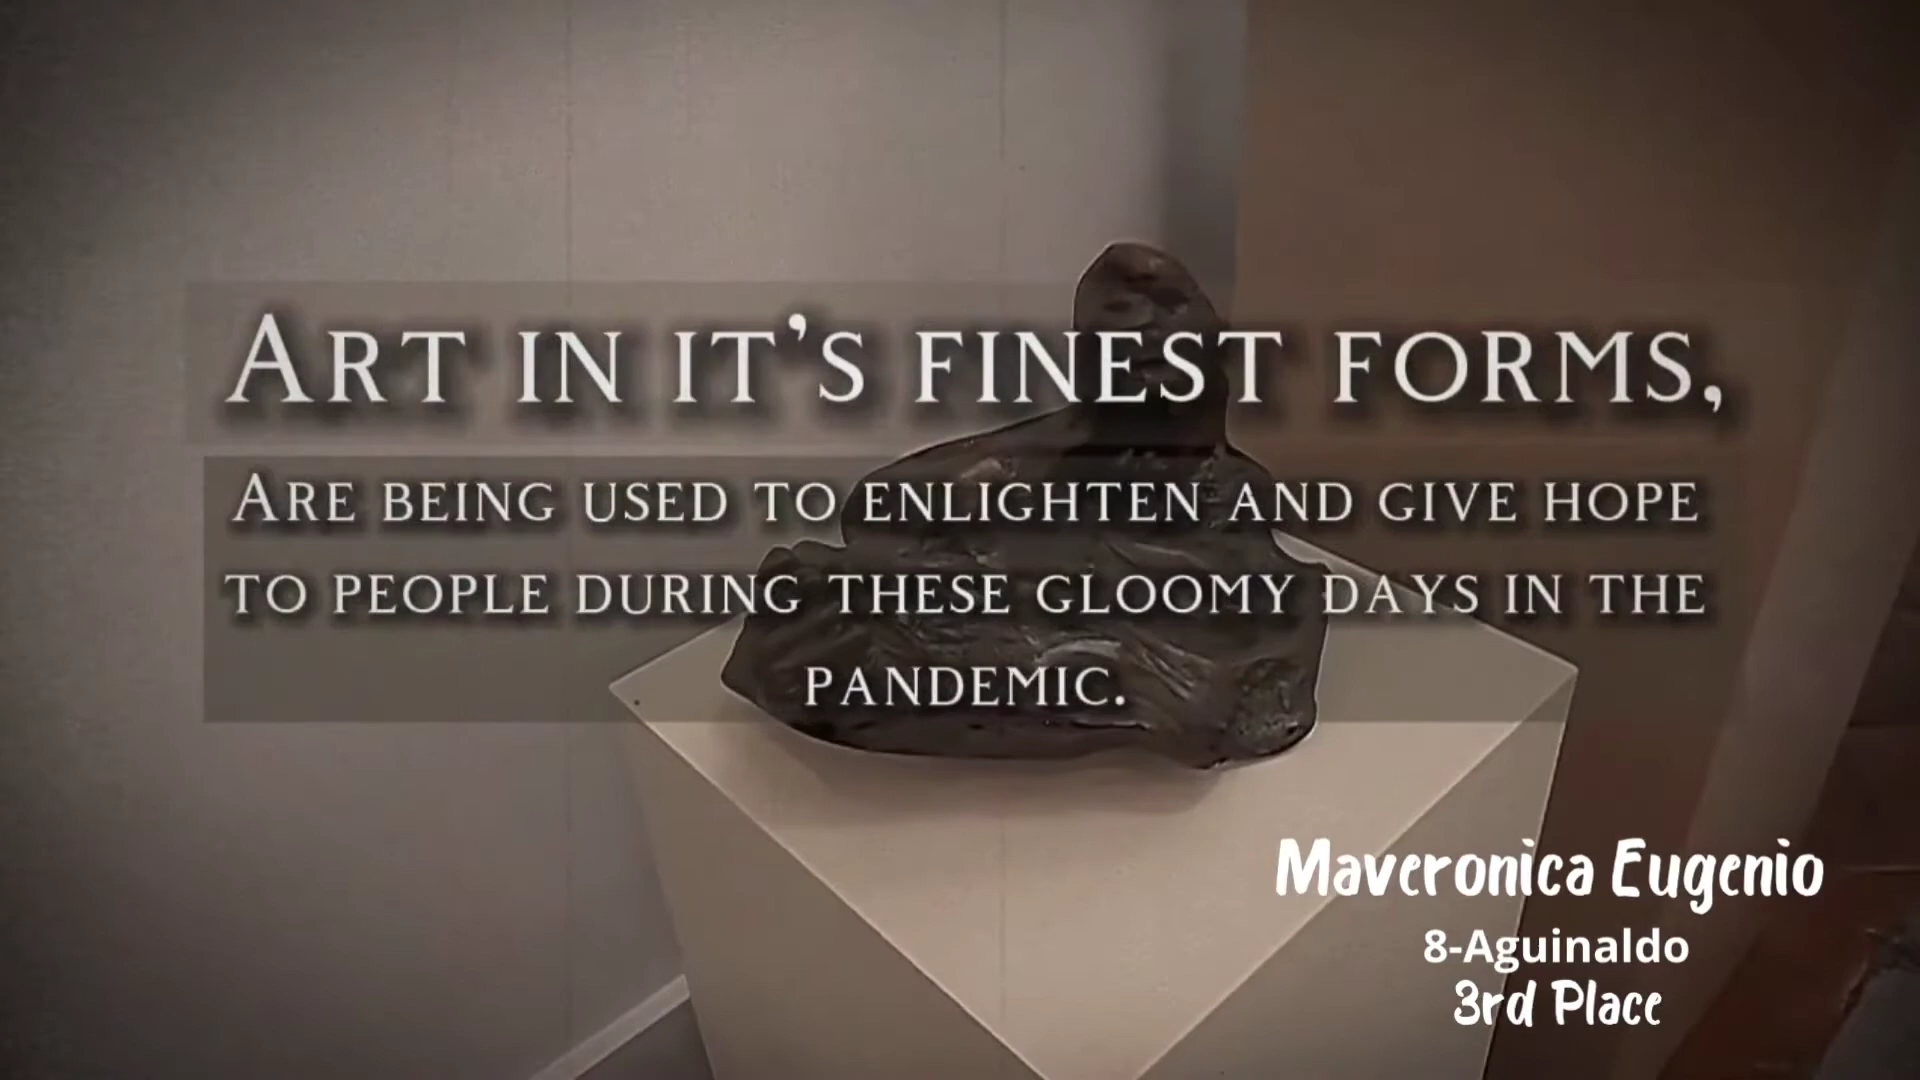 Art in it's finest forms,
Are being used to enlighten and give hope
to people during these gloomy days in the
pandemic.
Maveronica Eugenio
8-Aguinaldo
3rd Place